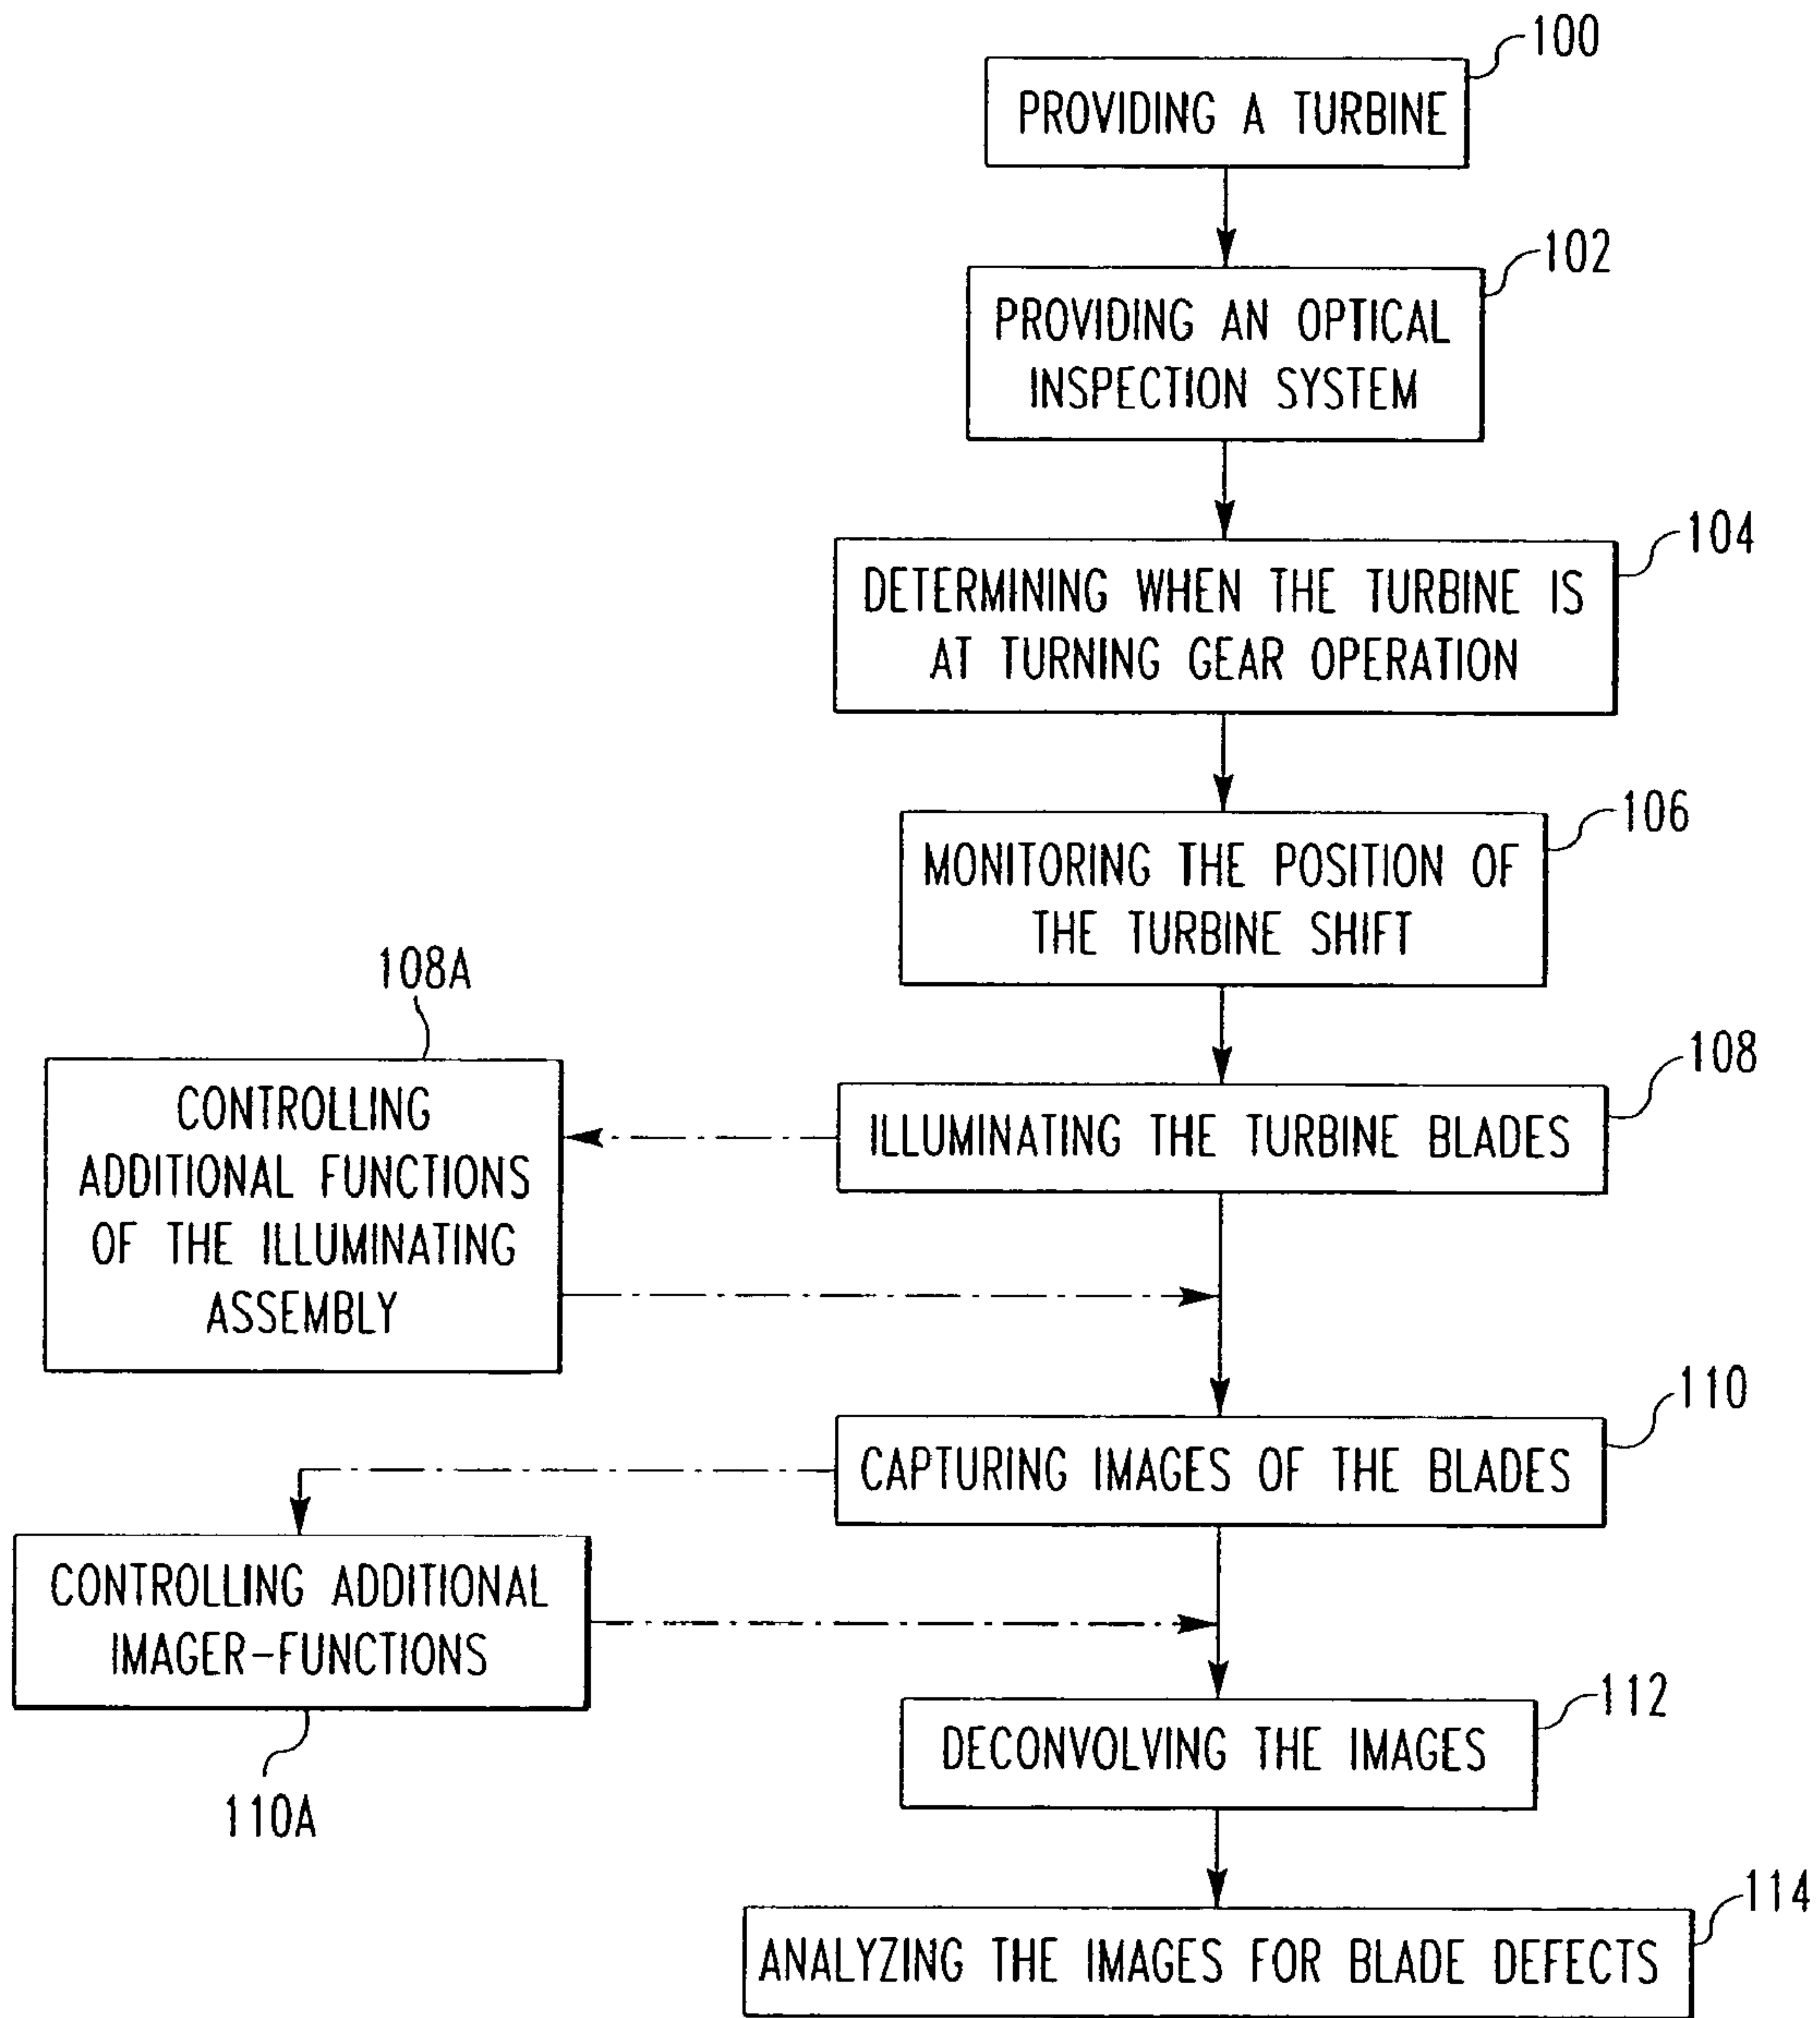 100
PROVIDING A TURBINE
102
PROVIDING AN OPTICAL
INSPECTION SYSTEM
104
DETERMINING WHEN THE TURBINE IS
AT TURNING GEAR OPERATION
106
MONITORING THE POSITION OF
THE TURBINE SHIFT
108A
CONTROLLING
ADDITIONAL FUNCTIONS
OF THE ILLUMINATING
ASSEMBLY
108
ILLUMINATING THE TURBINE BLADES
110
CAPTURING IMAGES OF THE BLADES
CONTROLLING ADDITIONAL
IMAGER-FUNCTIONS
110A
112
DECONVOLVING THE IMAGES
114
ANALYZING THE IMAGES FOR BLADE DEFECTS